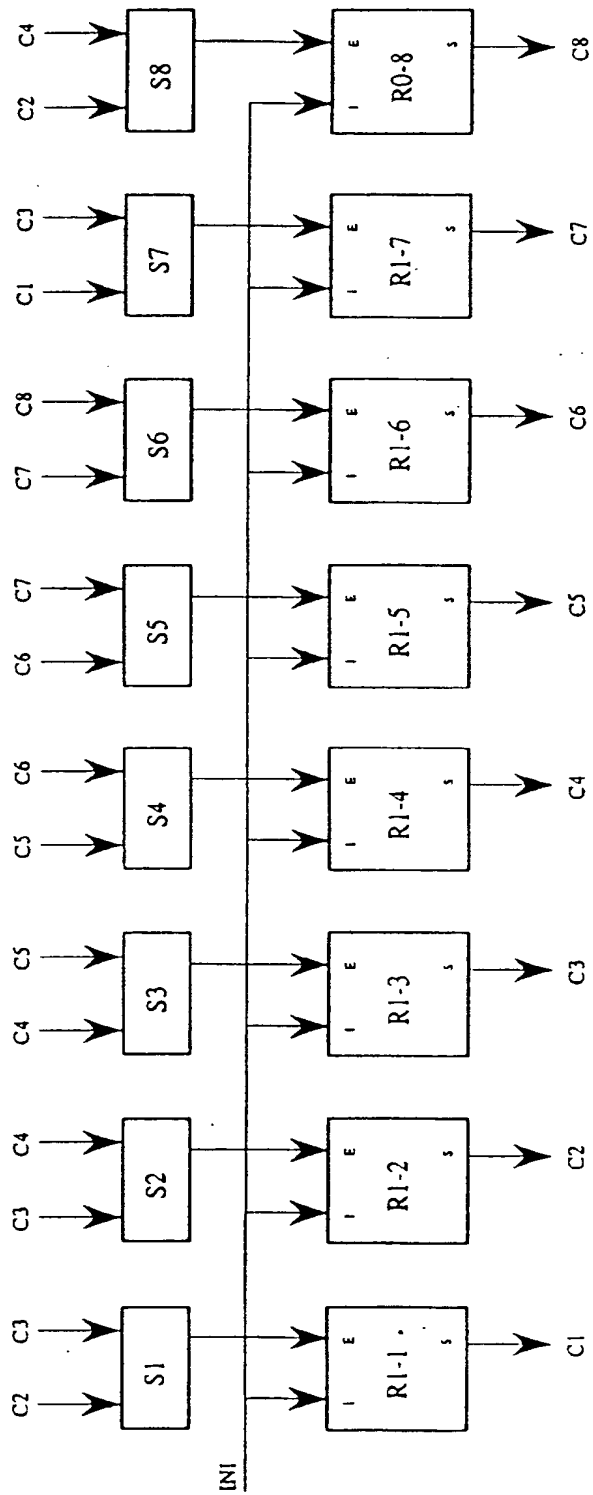 C2 C3 C3 C4 C4 C5 C5 C6 C6 C7 C7 C8 C1 C3 C2 C4
S1 S2 S3 S4 S5 S6 S7 S8
INI
I E I E I E I E I E I E I E I E
R1-1 R1-2 R1-3 R1-4 R1-5 R1-6 R1-7 R0-8
S S S S S S S S
C1 C2 C3 C4 C5 C6 C7 C8